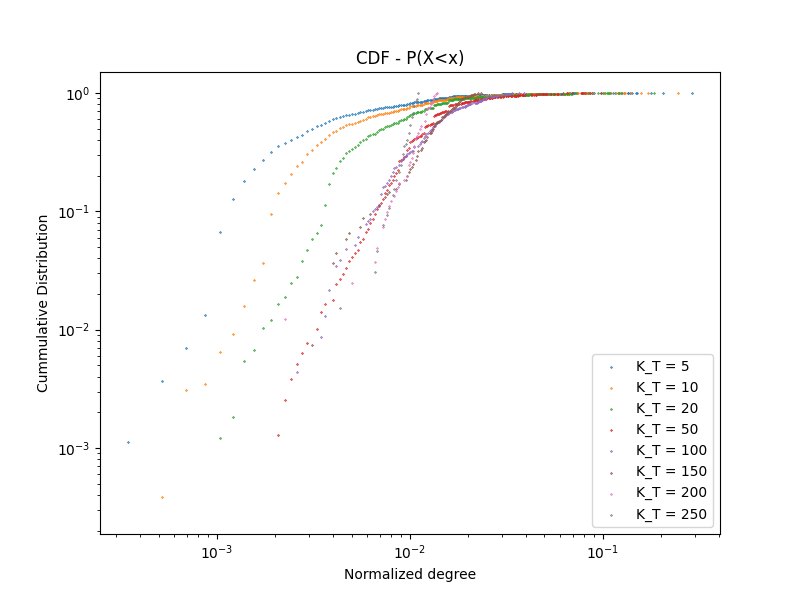 CDF - P(X<x)
10^0
10^-1
10^-2
10^-3
Cummulative Distribution
K_T = 5
K_T = 10
K_T = 20
K_T = 50
K_T = 100
K_T = 150
K_T = 200
K_T = 250
10^-3 10^-2 10^-1
Normalized degree